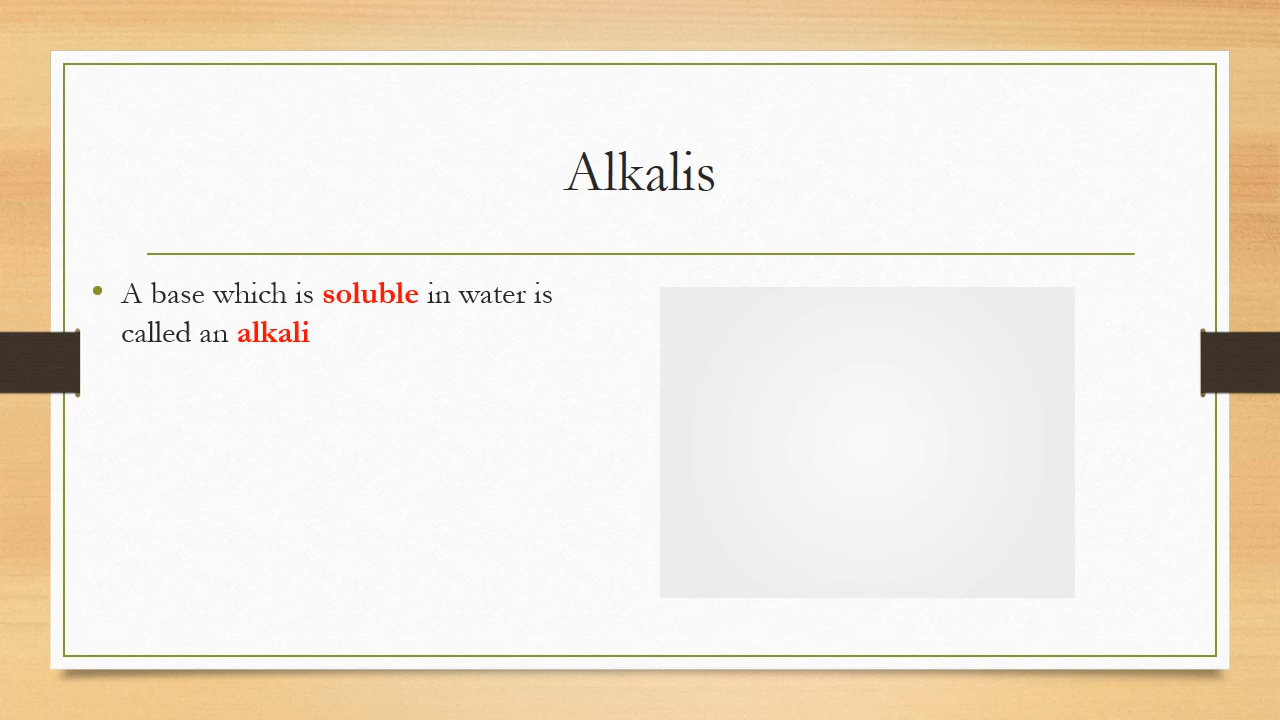 Alkalis
• A base which is soluble in water is
called an alkali